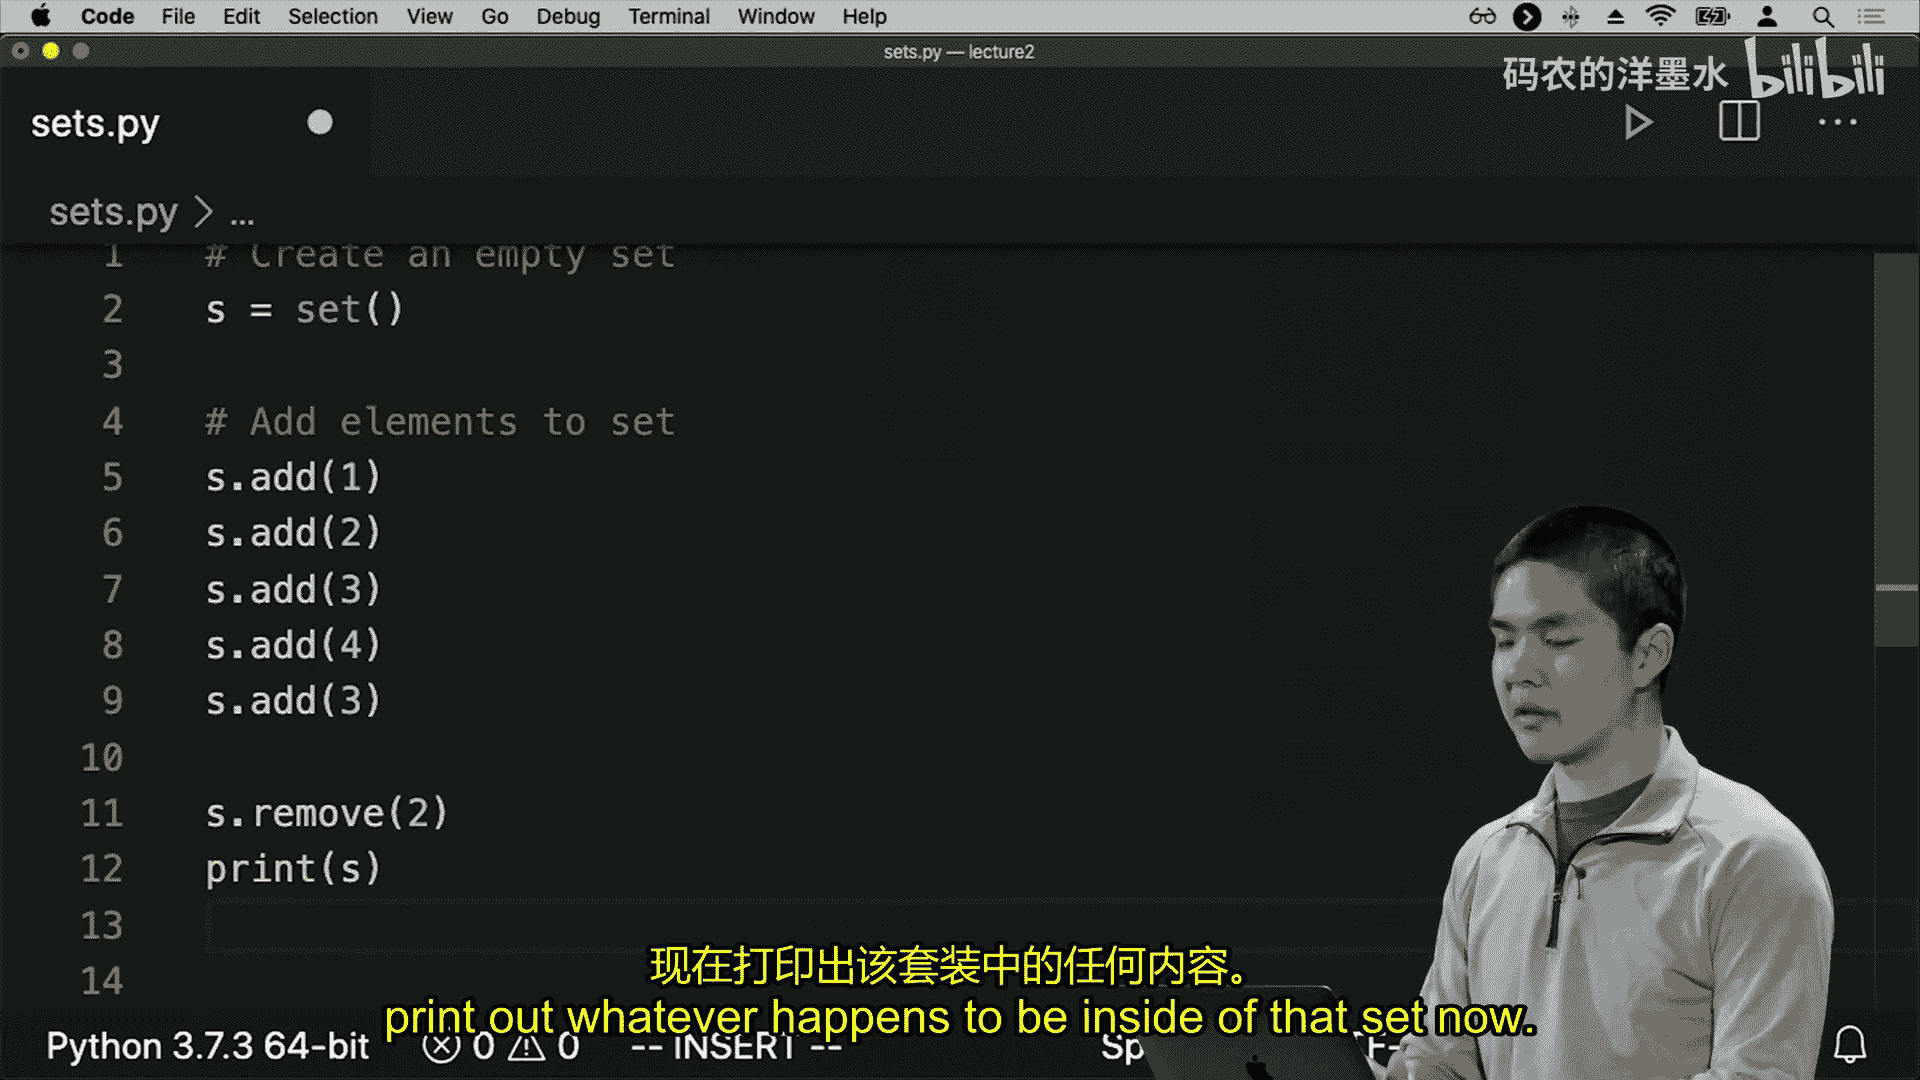 Code File Edit Selection View Go Debug Terminal Window Help
sets.py — lecture2
码农的洋墨水 bilibili
sets.py
sets.py > ...
1 # Create an empty set
2 s = set()
3
4 # Add elements to set
5 s.add(1)
6 s.add(2)
7 s.add(3)
8 s.add(4)
9 s.add(3)
10
11 s.remove(2)
12 print(s)
13
14
现在打印出该套装中的任何内容。
print out whatever happens to be inside of that set now.
Python 3.7.3 64-bit 0 0 -- INSERT --